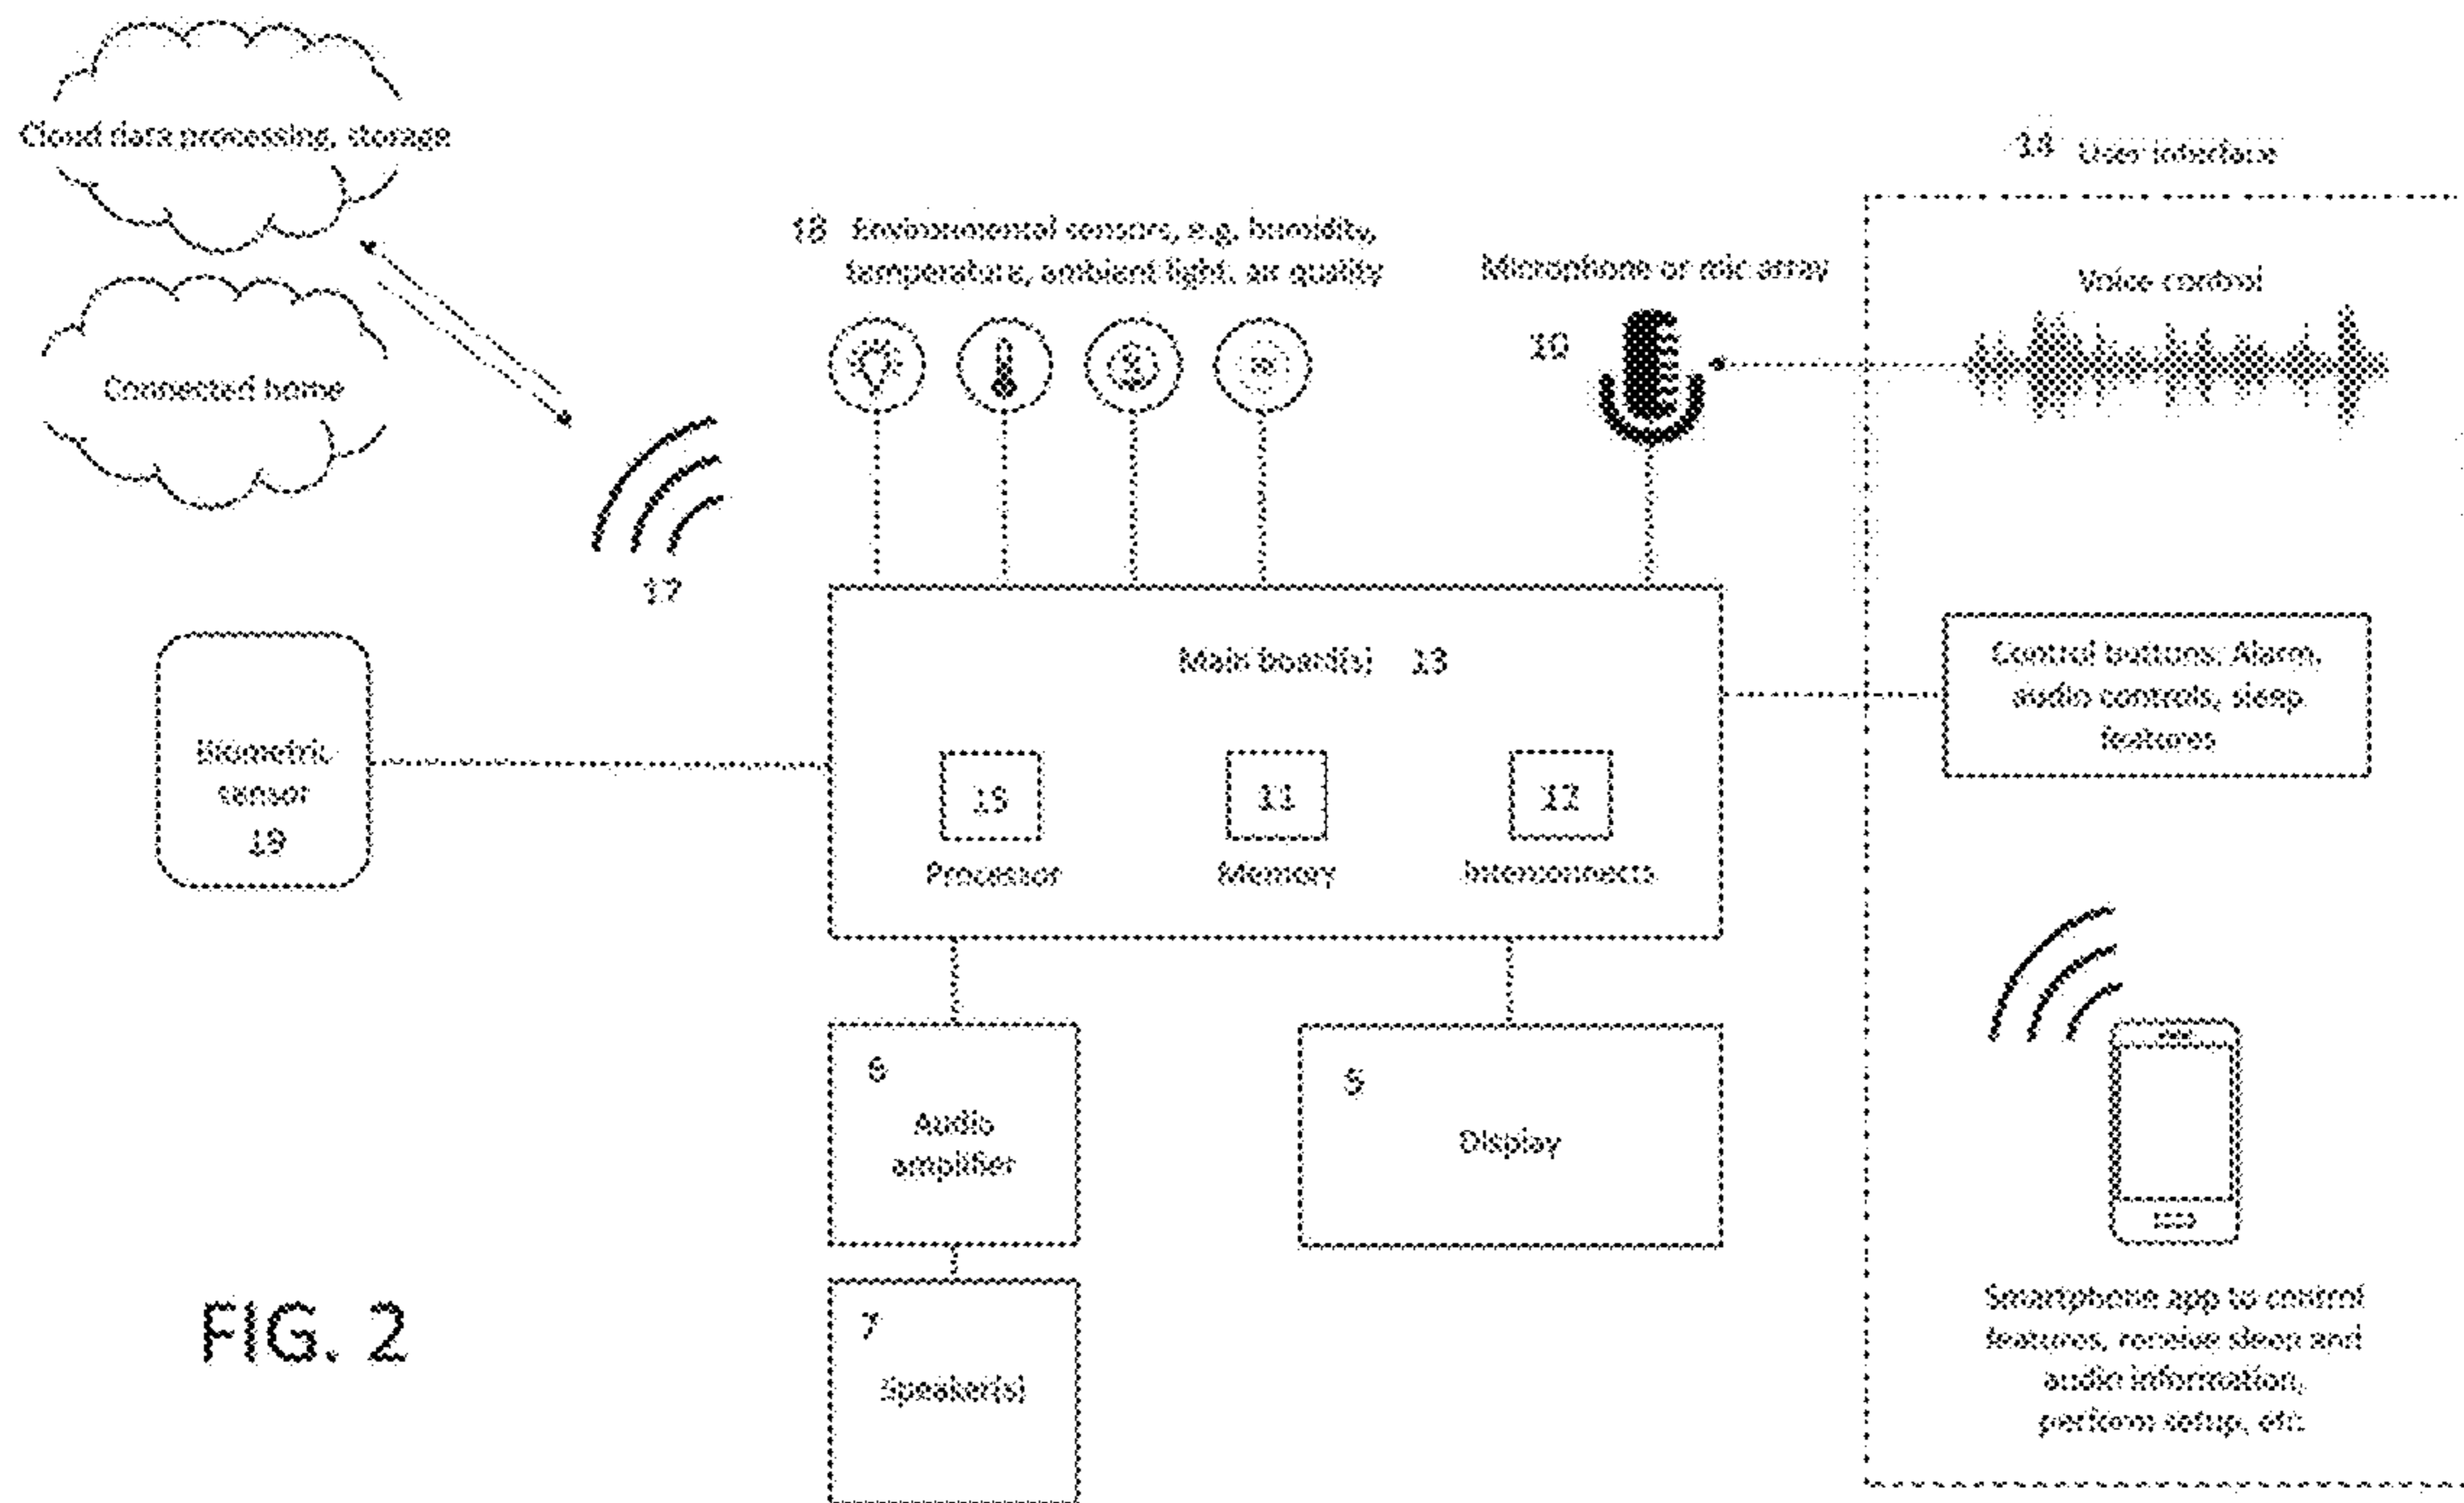 Cloud data processing, storage
Connected home
17
18 Environmental sensors, e.g. humidity,
temperature, ambient light, air quality
Microphone or mic array
10
14 User interface
Voice control
Main board(s) 13
15
Processor
11
Memory
12
Interconnects
Biometric
sensor
19
Control buttons: Alarm,
audio controls, sleep
features
6
Audio
amplifier
5
Display
7
Speaker(s)
Smartphone app to control
features, receive sleep and
audio information,
perform setup, etc.
FIG. 2